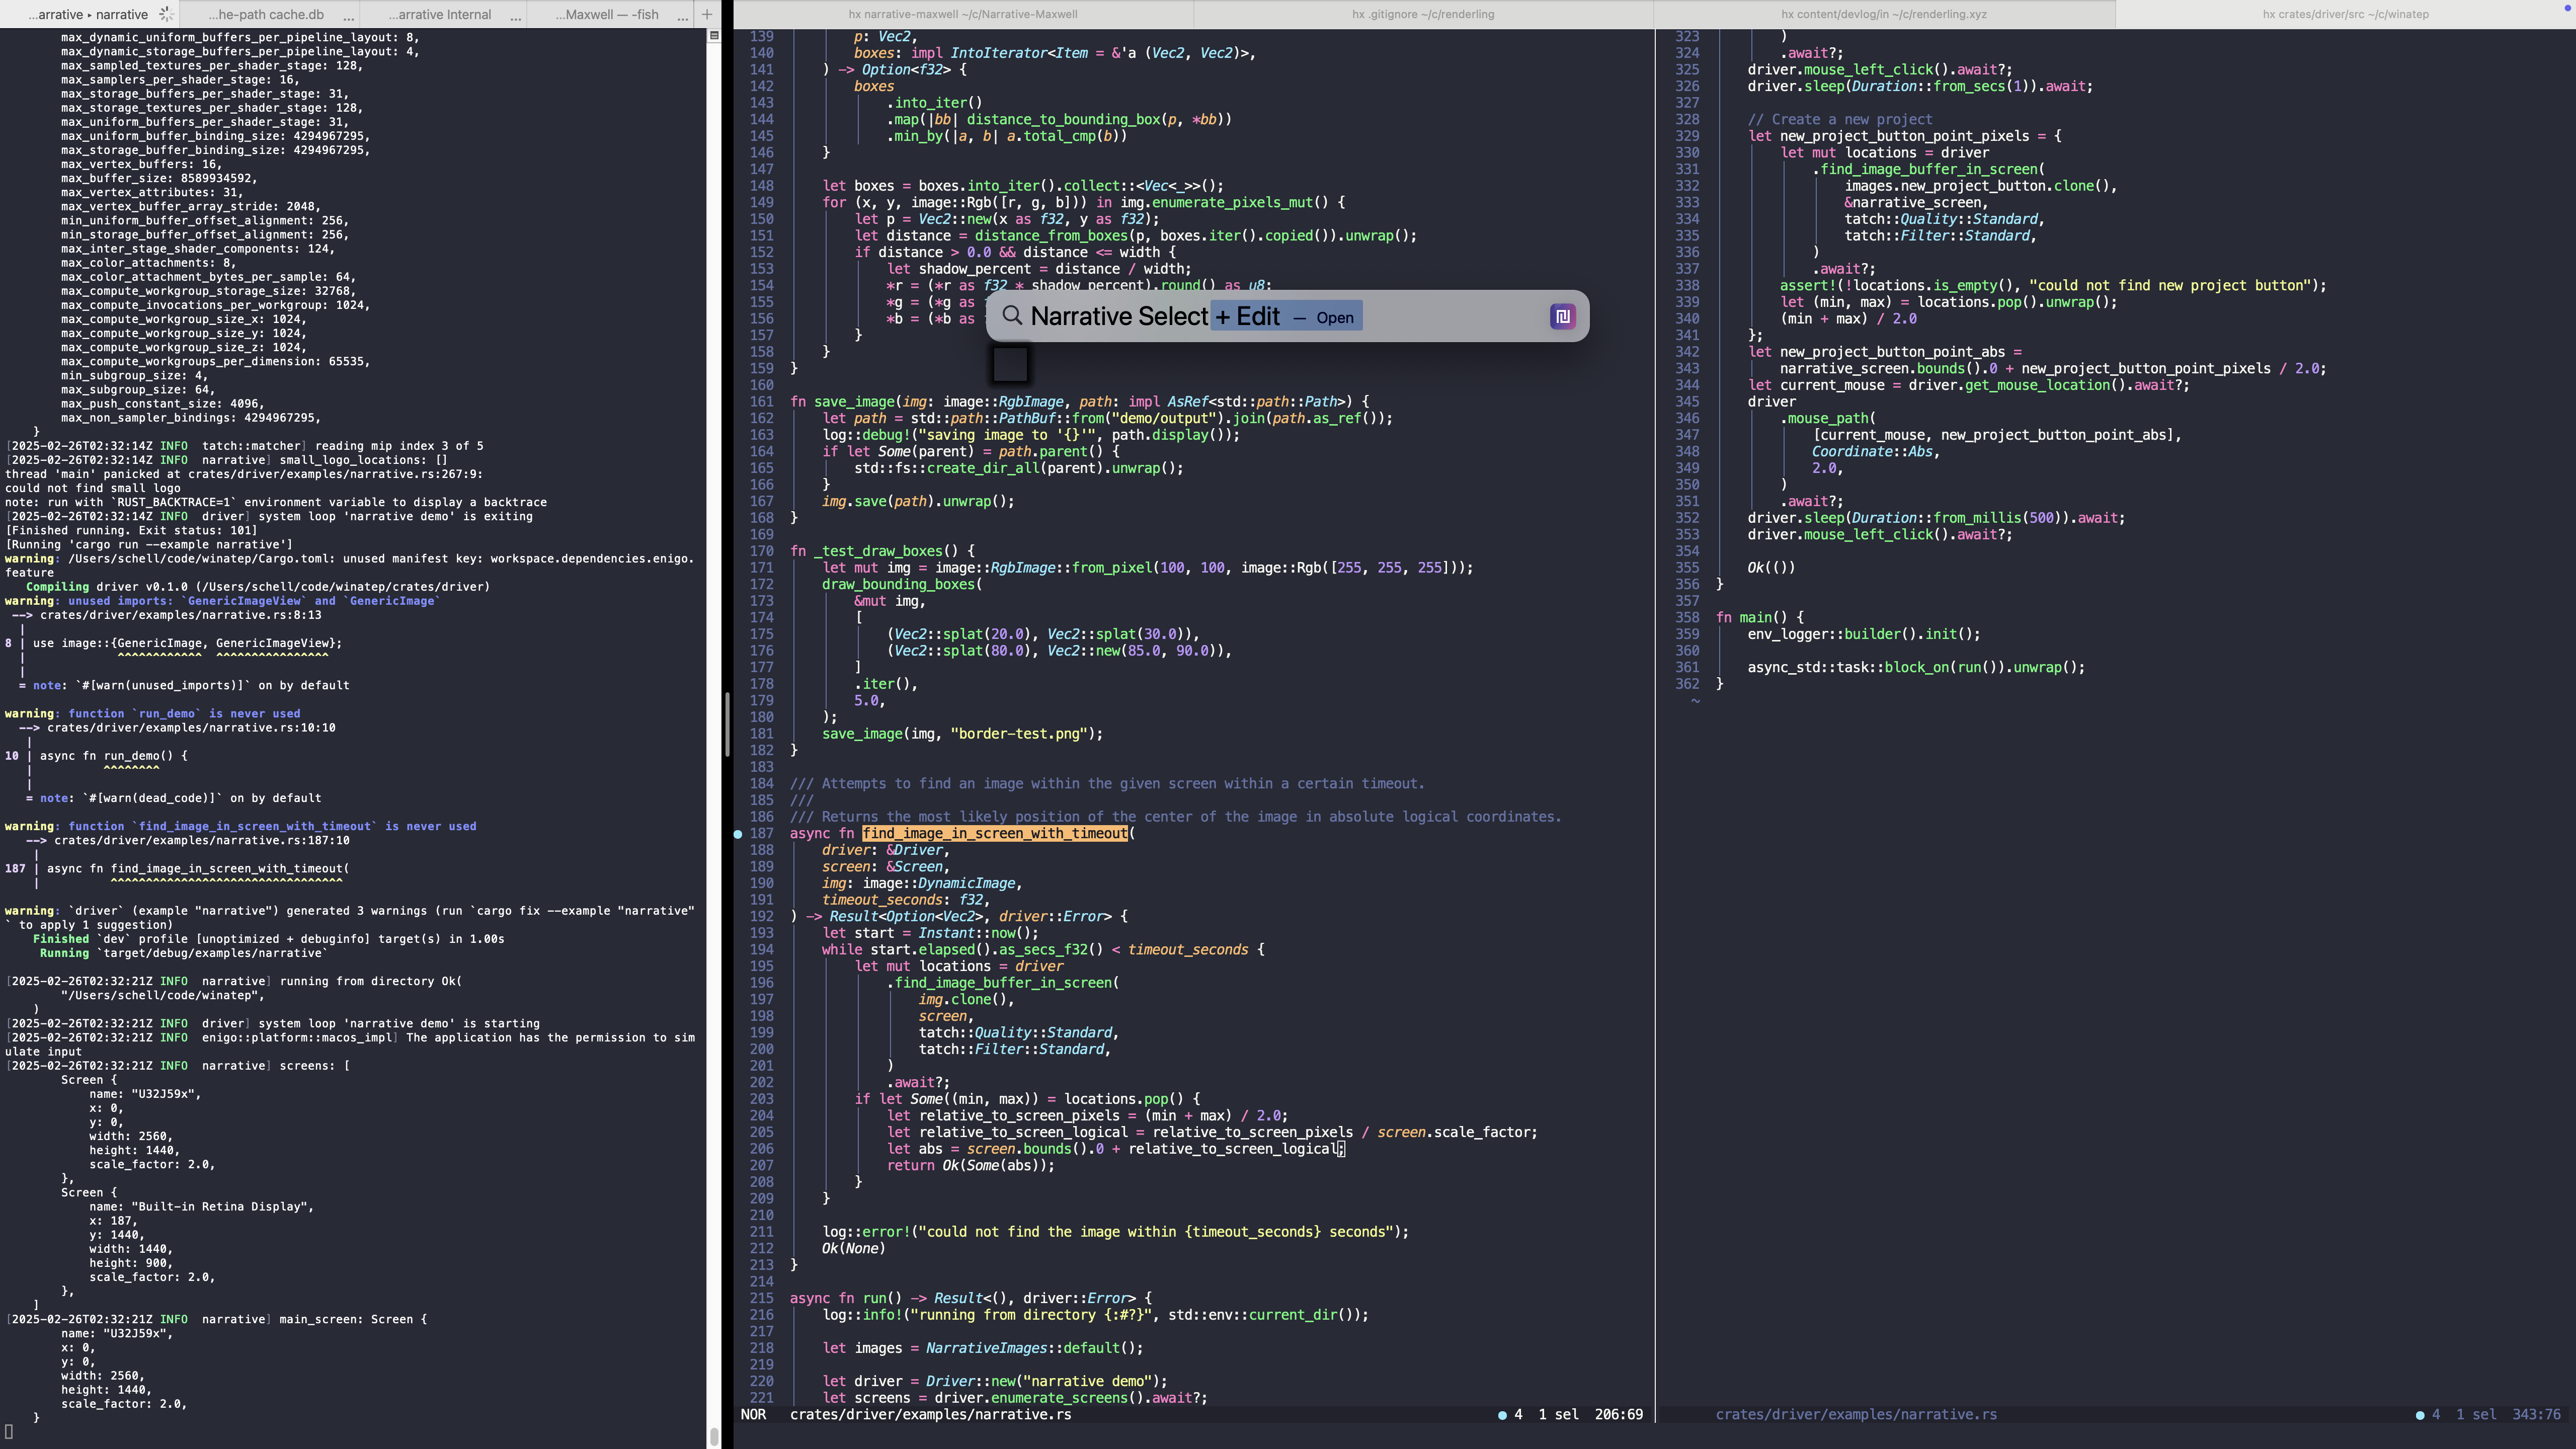 ...arrative ▸ narrative
...he-path cache.db ...
...arrative Internal ...
...Maxwell — -fish ...
max_dynamic_uniform_buffers_per_pipeline_layout: 8,
max_dynamic_storage_buffers_per_pipeline_layout: 4,
max_sampled_textures_per_shader_stage: 128,
max_samplers_per_shader_stage: 16,
max_storage_buffers_per_shader_stage: 31,
max_storage_textures_per_shader_stage: 128,
max_uniform_buffers_per_shader_stage: 31,
max_uniform_buffer_binding_size: 4294967295,
max_storage_buffer_binding_size: 4294967295,
max_vertex_buffers: 16,
max_buffer_size: 8589934592,
max_vertex_attributes: 31,
max_vertex_buffer_array_stride: 2048,
min_uniform_buffer_offset_alignment: 256,
min_storage_buffer_offset_alignment: 256,
max_inter_stage_shader_components: 124,
max_color_attachments: 8,
max_color_attachment_bytes_per_sample: 64,
max_compute_workgroup_storage_size: 32768,
max_compute_invocations_per_workgroup: 1024,
max_compute_workgroup_size_x: 1024,
max_compute_workgroup_size_y: 1024,
max_compute_workgroup_size_z: 1024,
max_compute_workgroups_per_dimension: 65535,
min_subgroup_size: 4,
max_subgroup_size: 64,
max_push_constant_size: 4096,
max_non_sampler_bindings: 4294967295,
}
[2025-02-26T02:32:14Z INFO  tatch::matcher] reading mip index 3 of 5
[2025-02-26T02:32:14Z INFO  narrative] small_logo_locations: []
thread 'main' panicked at crates/driver/examples/narrative.rs:267:9:
could not find small logo
note: run with `RUST_BACKTRACE=1` environment variable to display a backtrace
[2025-02-26T02:32:14Z INFO  driver] system loop 'narrative demo' is exiting
[Finished running. Exit status: 101]
[Running 'cargo run --example narrative']
warning: /Users/schell/code/winatep/Cargo.toml: unused manifest key: workspace.dependencies.enigo.
feature
Compiling driver v0.1.0 (/Users/schell/code/winatep/crates/driver)
warning: unused imports: `GenericImageView` and `GenericImage`
--> crates/driver/examples/narrative.rs:8:13
|
8 | use image::{GenericImage, GenericImageView};
|             ^^^^^^^^^^^^  ^^^^^^^^^^^^^^^^
|
= note: `#[warn(unused_imports)]` on by default
warning: function `run_demo` is never used
--> crates/driver/examples/narrative.rs:10:10
|
10 | async fn run_demo() {
|          ^^^^^^^^
|
= note: `#[warn(dead_code)]` on by default
warning: function `find_image_in_screen_with_timeout` is never used
--> crates/driver/examples/narrative.rs:187:10
|
187 | async fn find_image_in_screen_with_timeout(
|          ^^^^^^^^^^^^^^^^^^^^^^^^^^^^^^^^^
warning: `driver` (example "narrative") generated 3 warnings (run `cargo fix --example "narrative"
` to apply 1 suggestion)
Finished `dev` profile [unoptimized + debuginfo] target(s) in 1.00s
Running `target/debug/examples/narrative`
[2025-02-26T02:32:21Z INFO  narrative] running from directory Ok(
"/Users/schell/code/winatep",
)
[2025-02-26T02:32:21Z INFO  driver] system loop 'narrative demo' is starting
[2025-02-26T02:32:21Z INFO  enigo::platform::macos_impl] The application has the permission to sim
ulate input
[2025-02-26T02:32:21Z INFO  narrative] screens: [
Screen {
name: "U32J59x",
x: 0,
y: 0,
width: 2560,
height: 1440,
scale_factor: 2.0,
},
Screen {
name: "Built-in Retina Display",
x: 187,
y: 1440,
width: 1440,
height: 900,
scale_factor: 2.0,
},
]
[2025-02-26T02:32:21Z INFO  narrative] main_screen: Screen {
name: "U32J59x",
x: 0,
y: 0,
width: 2560,
height: 1440,
scale_factor: 2.0,
}
hx narrative-maxwell ~/c/Narrative-Maxwell
hx .gitignore ~/c/renderling
hx content/devlog/in ~/c/renderling.xyz
hx crates/driver/src ~/c/winatep
139 p: Vec2,
140 boxes: impl IntoIterator<Item = &'a (Vec2, Vec2)>,
141 ) -> Option<f32> {
142 boxes
143 .into_iter()
144 .map(|bb| distance_to_bounding_box(p, *bb))
145 .min_by(|a, b| a.total_cmp(b))
146 }
147
148 let boxes = boxes.into_iter().collect::<Vec<_>>();
149 for (x, y, image::Rgb([r, g, b])) in img.enumerate_pixels_mut() {
150 let p = Vec2::new(x as f32, y as f32);
151 let distance = distance_from_boxes(p, boxes.iter().copied()).unwrap();
152 if distance > 0.0 && distance <= width {
153 let shadow_percent = distance / width;
154 *r = (*r as f32 * shadow_percent).round() as u8;
155 *g = (*g as
156 *b = (*b as
157 }
158 }
159 }
160
161 fn save_image(img: image::RgbImage, path: impl AsRef<std::path::Path>) {
162 let path = std::path::PathBuf::from("demo/output").join(path.as_ref());
163 log::debug!("saving image to '{}'", path.display());
164 if let Some(parent) = path.parent() {
165 std::fs::create_dir_all(parent).unwrap();
166 }
167 img.save(path).unwrap();
168 }
169
170 fn _test_draw_boxes() {
171 let mut img = image::RgbImage::from_pixel(100, 100, image::Rgb([255, 255, 255]));
172 draw_bounding_boxes(
173 &mut img,
174 [
175 (Vec2::splat(20.0), Vec2::splat(30.0)),
176 (Vec2::splat(80.0), Vec2::new(85.0, 90.0)),
177 ]
178 .iter(),
179 5.0,
180 );
181 save_image(img, "border-test.png");
182 }
183
184 /// Attempts to find an image within the given screen within a certain timeout.
185 ///
186 /// Returns the most likely position of the center of the image in absolute logical coordinates.
187 async fn find_image_in_screen_with_timeout(
188 driver: &Driver,
189 screen: &Screen,
190 img: image::DynamicImage,
191 timeout_seconds: f32,
192 ) -> Result<Option<Vec2>, driver::Error> {
193 let start = Instant::now();
194 while start.elapsed().as_secs_f32() < timeout_seconds {
195 let mut locations = driver
196 .find_image_buffer_in_screen(
197 img.clone(),
198 screen,
199 tatch::Quality::Standard,
200 tatch::Filter::Standard,
201 )
202 .await?;
203 if let Some((min, max)) = locations.pop() {
204 let relative_to_screen_pixels = (min + max) / 2.0;
205 let relative_to_screen_logical = relative_to_screen_pixels / screen.scale_factor;
206 let abs = screen.bounds().0 + relative_to_screen_logical;
207 return Ok(Some(abs));
208 }
209 }
210
211 log::error!("could not find the image within {timeout_seconds} seconds");
212 Ok(None)
213 }
214
215 async fn run() -> Result<(), driver::Error> {
216 log::info!("running from directory {:#?}", std::env::current_dir());
217
218 let images = NarrativeImages::default();
219
220 let driver = Driver::new("narrative demo");
221 let screens = driver.enumerate_screens().await?;
NOR crates/driver/examples/narrative.rs ● 4 1 sel 206:69
Narrative Select + Edit — Open
323 )
324 .await?;
325 driver.mouse_left_click().await?;
326 driver.sleep(Duration::from_secs(1)).await;
327
328 // Create a new project
329 let new_project_button_point_pixels = {
330 let mut locations = driver
331 .find_image_buffer_in_screen(
332 images.new_project_button.clone(),
333 &narrative_screen,
334 tatch::Quality::Standard,
335 tatch::Filter::Standard,
336 )
337 .await?;
338 assert!(!locations.is_empty(), "could not find new project button");
339 let (min, max) = locations.pop().unwrap();
340 (min + max) / 2.0
341 };
342 let new_project_button_point_abs =
343 narrative_screen.bounds().0 + new_project_button_point_pixels / 2.0;
344 let current_mouse = driver.get_mouse_location().await?;
345 driver
346 .mouse_path(
347 [current_mouse, new_project_button_point_abs],
348 Coordinate::Abs,
349 2.0,
350 )
351 .await?;
352 driver.sleep(Duration::from_millis(500)).await;
353 driver.mouse_left_click().await?;
354
355 Ok(())
356 }
357
358 fn main() {
359 env_logger::builder().init();
360
361 async_std::task::block_on(run()).unwrap();
362 }
~
crates/driver/examples/narrative.rs ● 4 1 sel 343:76